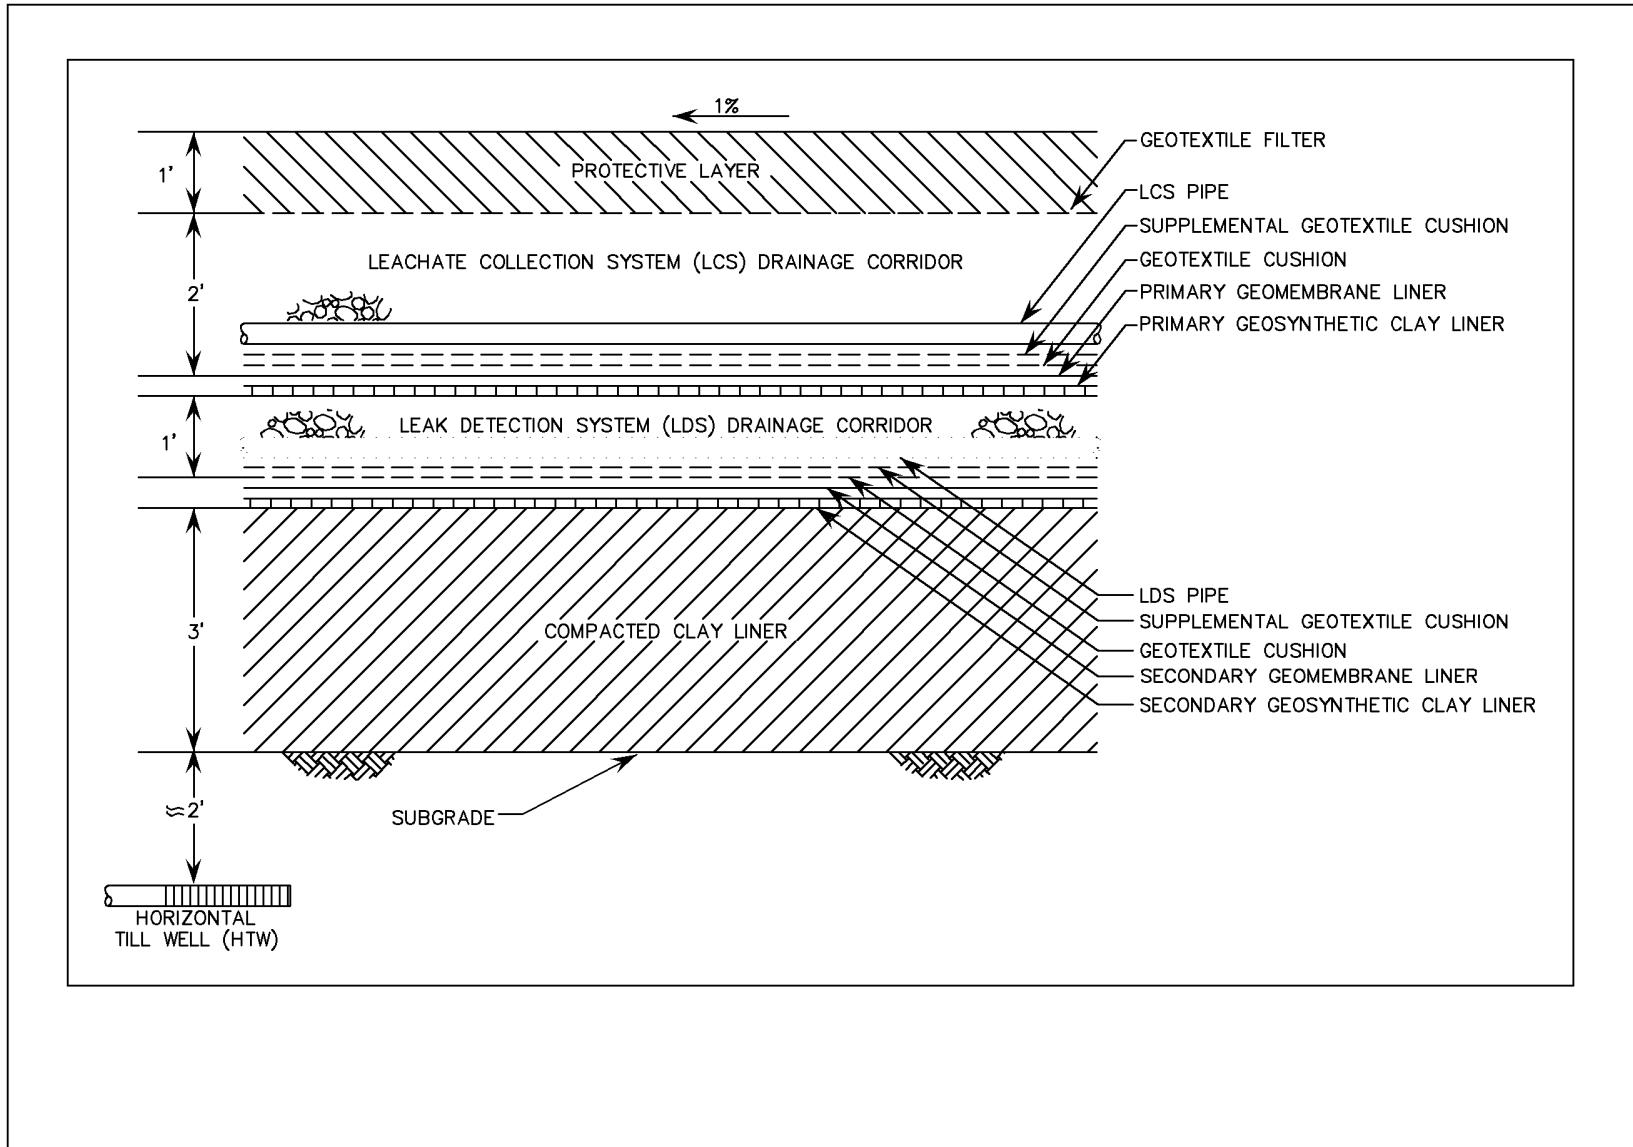 1%
1'
PROTECTIVE LAYER
GEOTEXTILE FILTER
LCS PIPE
SUPPLEMENTAL GEOTEXTILE CUSHION
GEOTEXTILE CUSHION
PRIMARY GEOMEMBRANE LINER
PRIMARY GEOSYNTHETIC CLAY LINER
2'
LEACHATE COLLECTION SYSTEM (LCS) DRAINAGE CORRIDOR
1'
LEAK DETECTION SYSTEM (LDS) DRAINAGE CORRIDOR
LDS PIPE
SUPPLEMENTAL GEOTEXTILE CUSHION
GEOTEXTILE CUSHION
SECONDARY GEOMEMBRANE LINER
SECONDARY GEOSYNTHETIC CLAY LINER
3'
COMPACTED CLAY LINER
≈2'
SUBGRADE
HORIZONTAL
TILL WELL (HTW)